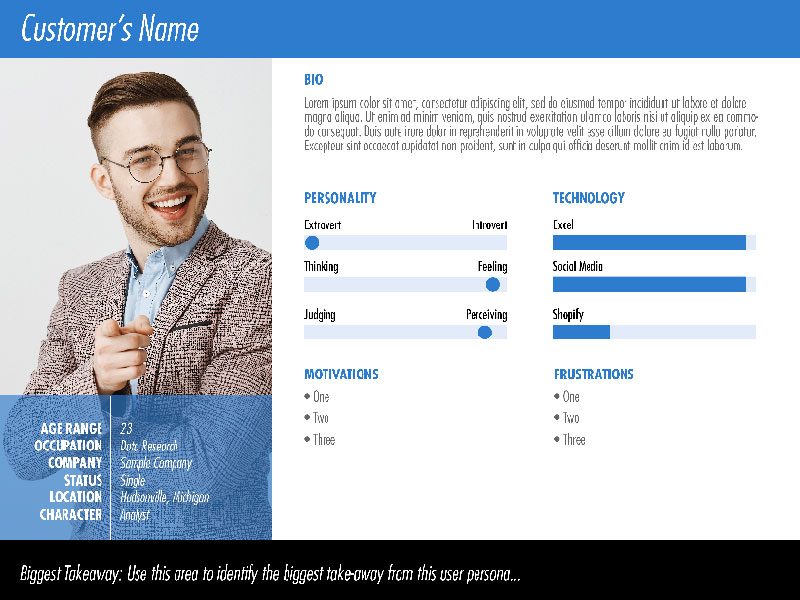 Customer's Name
BIO
Lorem ipsum color sit amet, consectetur adipiscing elit, sed do eiusmod tempor incididunt ut labore et dolore
magna aliqua. Ut enim ad minim veniam, quis nostrud exercitation ulamco laboris nisi ut aliquip ex ea commo-
do consequat. Duis aute irure dolor in reprehenderit in voluptate velit esse cillum dolore eu fugiat nulla pariatur.
Excepteur sint occaecat cupidatat non proident, sunt in culpa qui officia deserunt mollit anim id est laborum.
PERSONALITY
Extrovert Introvert
Thinking Feeling
Judging Perceiving
TECHNOLOGY
Excel
Social Media
Shopify
MOTIVATIONS
• One
• Two
• Three
FRUSTRATIONS
• One
• Two
• Three
AGE RANGE 23
OCCUPATION Data Research
COMPANY Sample Company
STATUS Single
LOCATION Hudsonville, Michigan
CHARACTER Analyst
Biggest Takeaway: Use this area to identify the biggest take-away from this user persona...